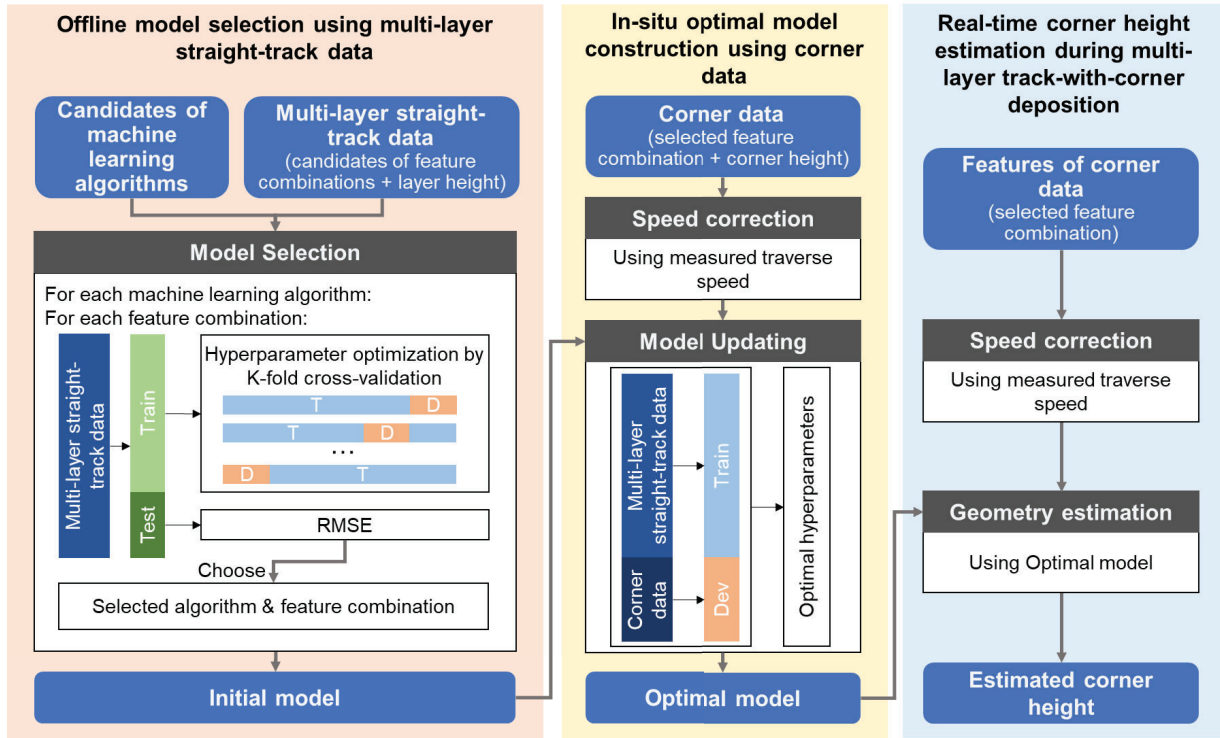 Offline model selection using multi-layer
straight-track data
Candidates of
machine
learning
algorithms
Multi-layer straight-
track data
(candidates of feature
combinations + layer height)
Model Selection
For each machine learning algorithm:
For each feature combination:
Multi-layer straight-
track data
Train
Test
Hyperparameter optimization by
K-fold cross-validation
T D
T D
...
D T
RMSE
Choose
Selected algorithm & feature combination
Initial model
In-situ optimal model
construction using corner
data
Corner data
(selected feature
combination + corner height)
Speed correction
Using measured traverse
speed
Model Updating
Multi-layer
straight-track data
Corner
data
Train
Dev
Optimal hyperparameters
Optimal model
Real-time corner height
estimation during multi-
layer track-with-corner
deposition
Features of corner
data
(selected feature
combination)
Speed correction
Using measured traverse
speed
Geometry estimation
Using Optimal model
Estimated corner
height